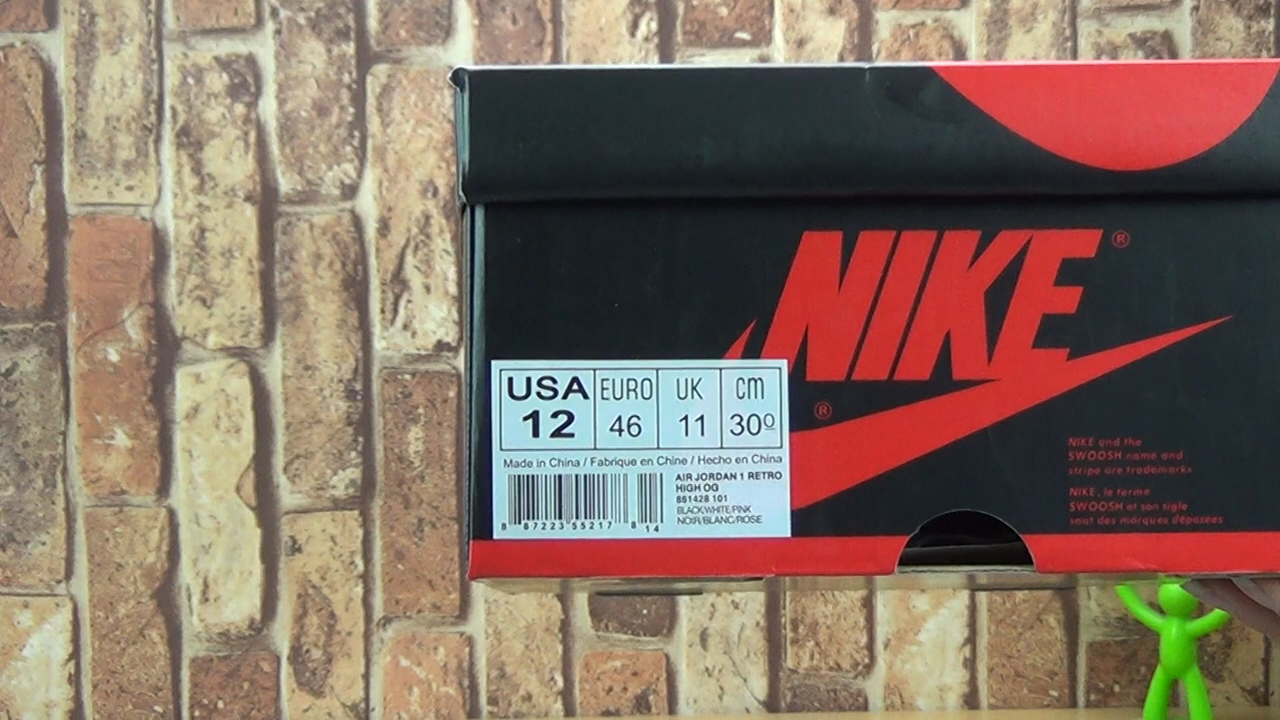 NIKE®
®
USA EURO UK cm
12 46 11 30º
Made in China / Fabrique en Chine / Hecho en China
AIR JORDAN 1 RETRO
HIGH OG
861428 101
BLACK/WHITE/PINK
NOIR/BLANC/ROSE
8 87223 55217 8 14
NIKE and the
SWOOSH name and
stripe are trademarks
NIKE, le terme
SWOOSH et son sigle
sont des marques déposées